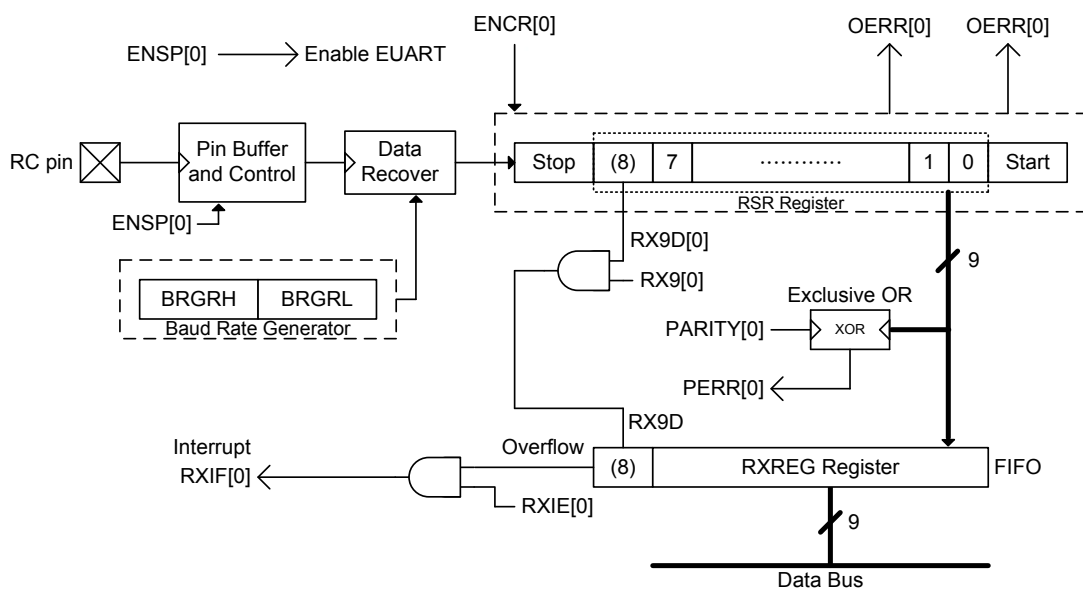 ENCR[0]
OERR[0]
OERR[0]
ENSP[0]
Enable EUART
RC pin
Pin Buffer
and Control
Data
Recover
Stop
(8)
7
............
1
0
Start
RSR Register
ENSP[0]
RX9D[0]
RX9[0]
9
BRGRH
BRGRL
Baud Rate Generator
Exclusive OR
PARITY[0]
XOR
PERR[0]
RX9D
Interrupt
RXIF[0]
Overflow
(8)
RXREG Register
FIFO
RXIE[0]
9
Data Bus